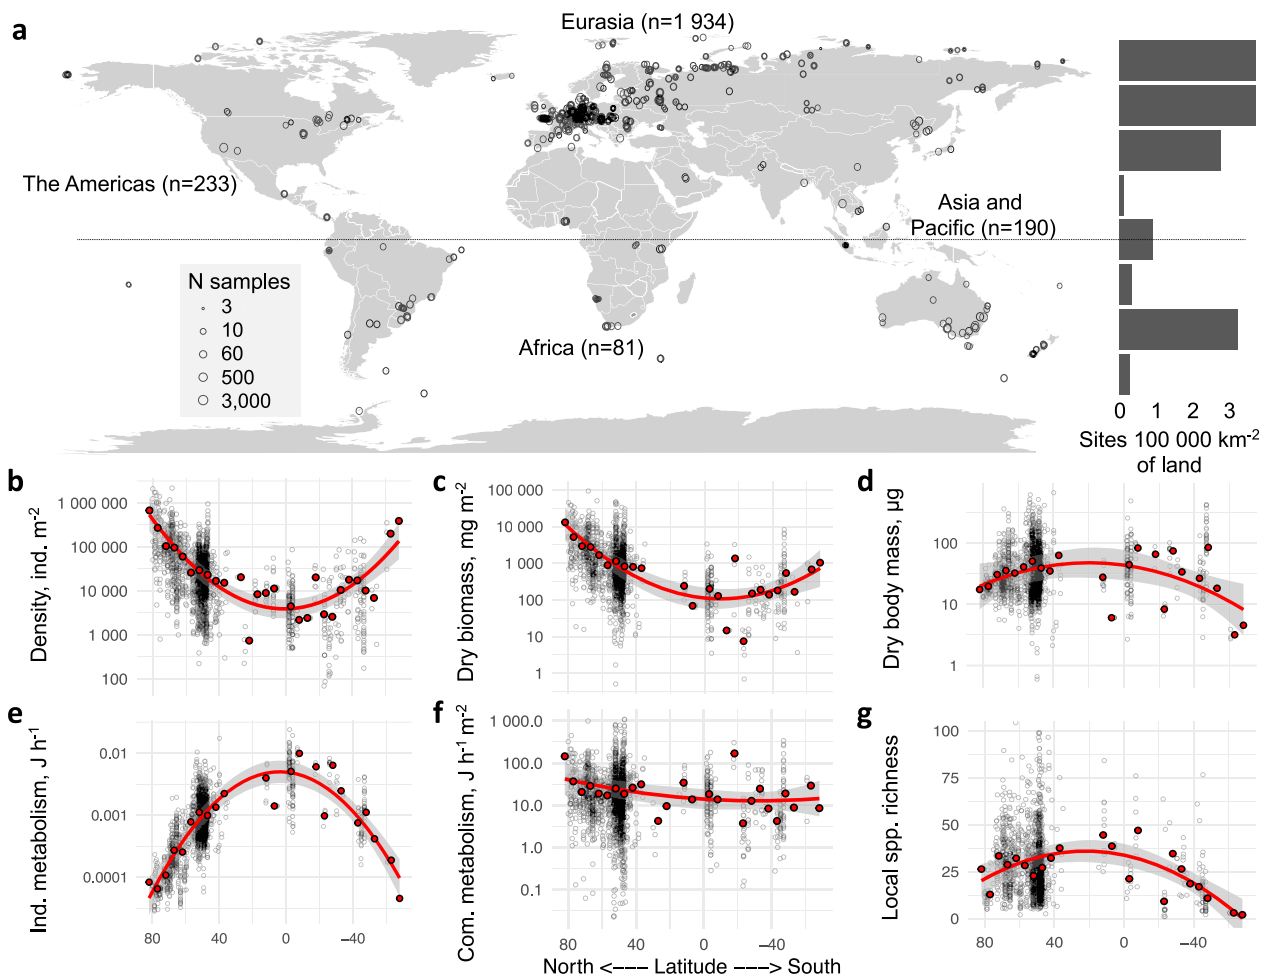 a
Eurasia (n=1 934)
The Americas (n=233)
Asia and
Pacific (n=190)
Africa (n=81)
N samples
3
10
60
500
3,000
0 1 2 3
Sites 100 000 km-2
of land
b
Density, ind. m-2
1 000 000
100 000
10 000
1 000
100
c
Dry biomass, mg m-2
100 000
10 000
1 000
100
10
1
d
Dry body mass, µg
100
10
1
e
Ind. metabolism, J h-1
0.01
0.001
0.0001
80 40 0 −40
f
Com. metabolism, J h-1 m-2
1 000.0
100.0
10.0
1.0
0.1
80 40 0 −40
g
Local spp. richness
100
75
50
25
0
80 40 0 −40
North <−−− Latitude −−−> South